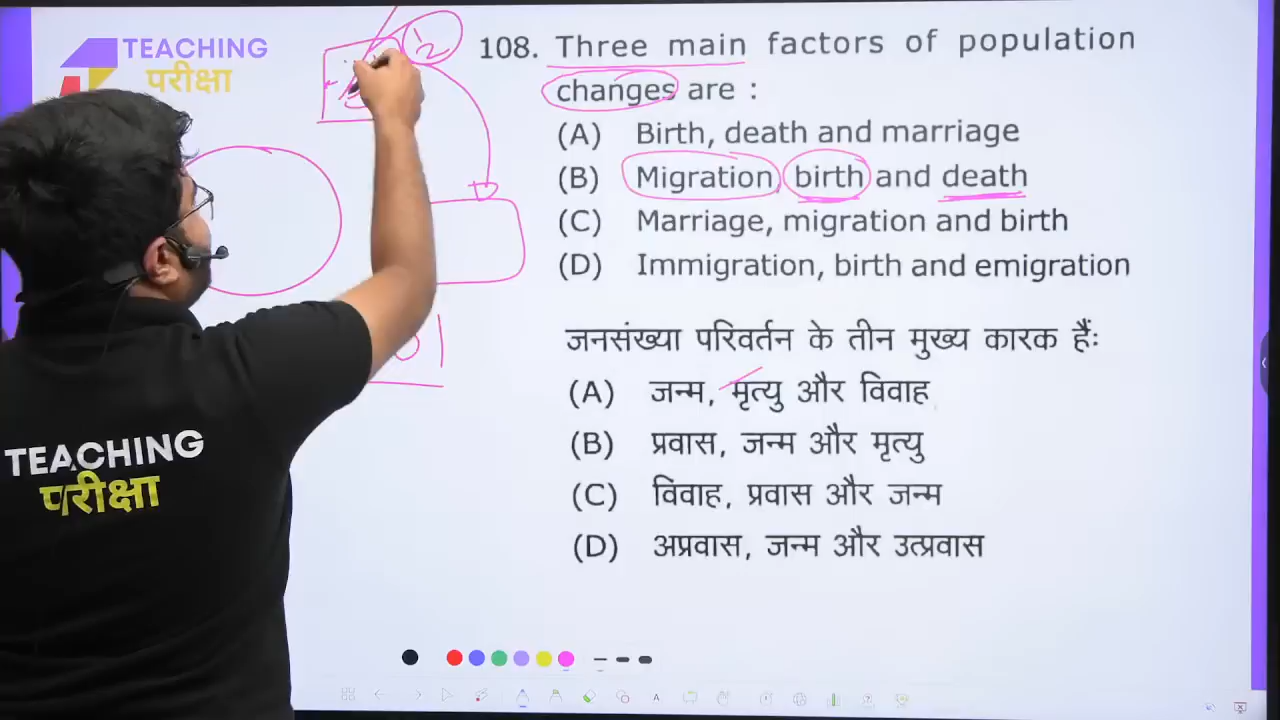 TEACHING
परीक्षा
108. Three main factors of population
changes are :
(A) Birth, death and marriage
(B) Migration, birth and death
(C) Marriage, migration and birth
(D) Immigration, birth and emigration
जनसंख्या परिवर्तन के तीन मुख्य कारक हैंः
(A) जन्म, मृत्यु और विवाह
(B) प्रवास, जन्म और मृत्यु
(C) विवाह, प्रवास और जन्म
(D) अप्रवास, जन्म और उत्प्रवास
TEACHING
परीक्षा